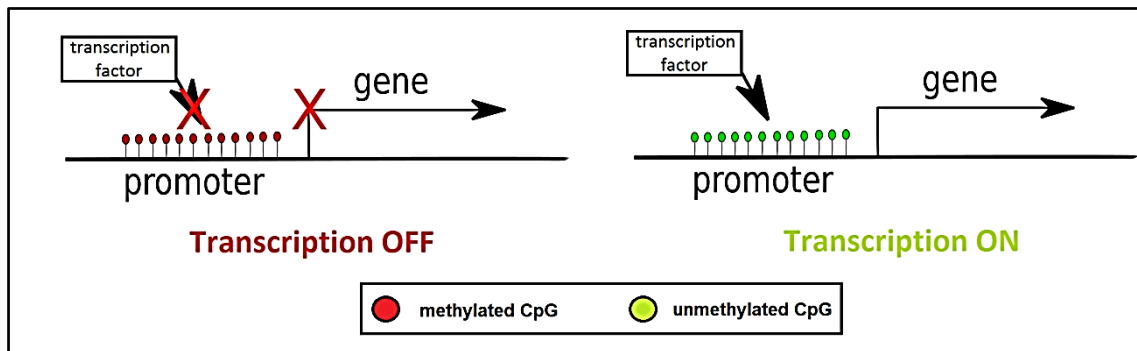 transcription
factor
gene
promoter
Transcription OFF
transcription
factor
gene
promoter
Transcription ON
methylated CpG
unmethylated CpG